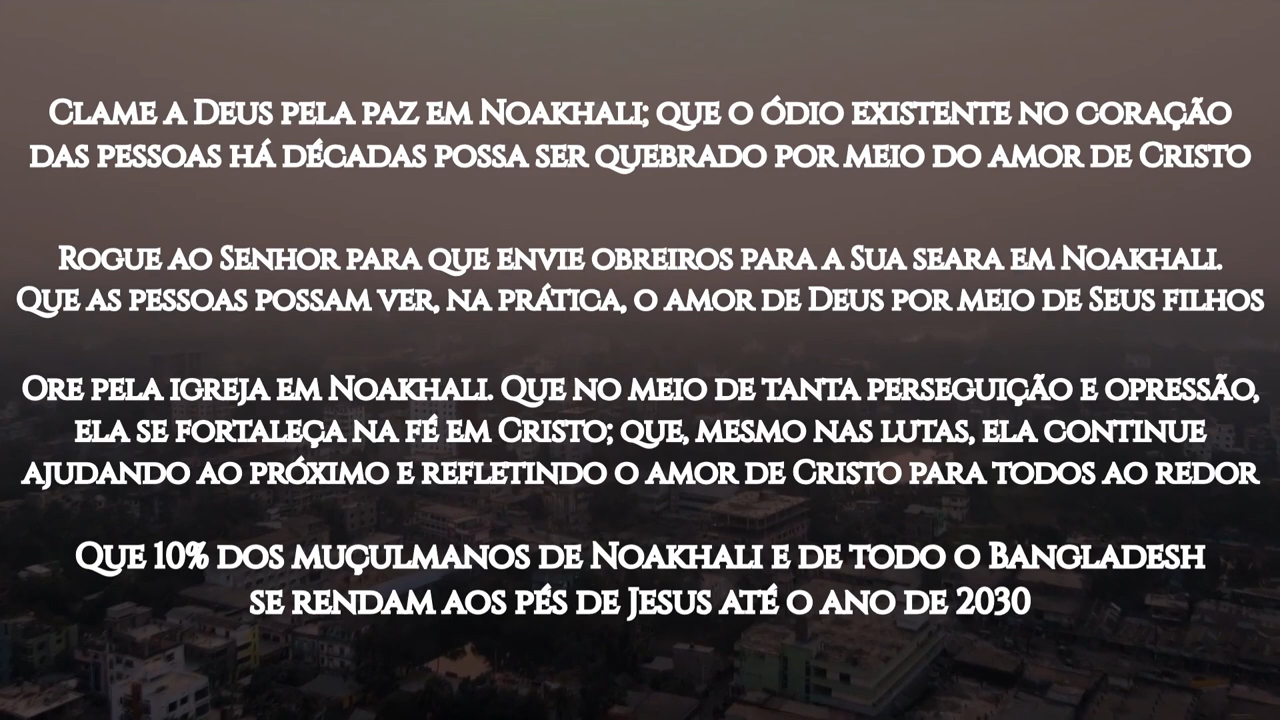 Clame a Deus pela paz em Noakhali; que o ódio existente no coração
das pessoas há décadas possa ser quebrado por meio do amor de Cristo
Rogue ao Senhor para que envie obreiros para a Sua seara em Noakhali.
Que as pessoas possam ver, na prática, o amor de Deus por meio de Seus filhos
Ore pela igreja em Noakhali. Que no meio de tanta perseguição e opressão,
ela se fortaleça na fé em Cristo; que, mesmo nas lutas, ela continue
ajudando ao próximo e refletindo o amor de Cristo para todos ao redor
Que 10% dos muçulmanos de Noakhali e de todo o Bangladesh
se rendam aos pés de Jesus até o ano de 2030